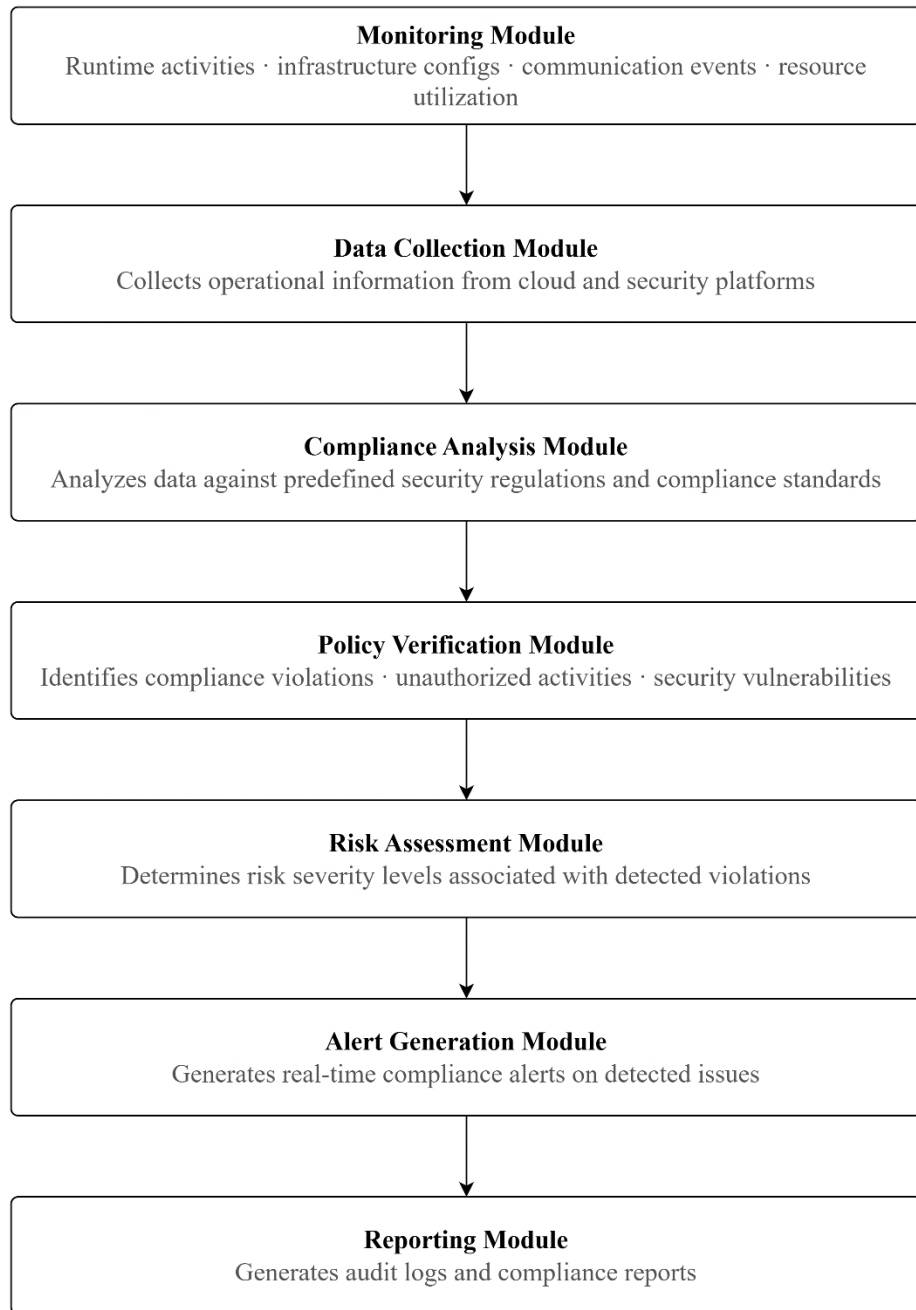 Monitoring Module
Runtime activities · infrastructure configs · communication events · resource
utilization
Data Collection Module
Collects operational information from cloud and security platforms
Compliance Analysis Module
Analyzes data against predefined security regulations and compliance standards
Policy Verification Module
Identifies compliance violations · unauthorized activities · security vulnerabilities
Risk Assessment Module
Determines risk severity levels associated with detected violations
Alert Generation Module
Generates real-time compliance alerts on detected issues
Reporting Module
Generates audit logs and compliance reports